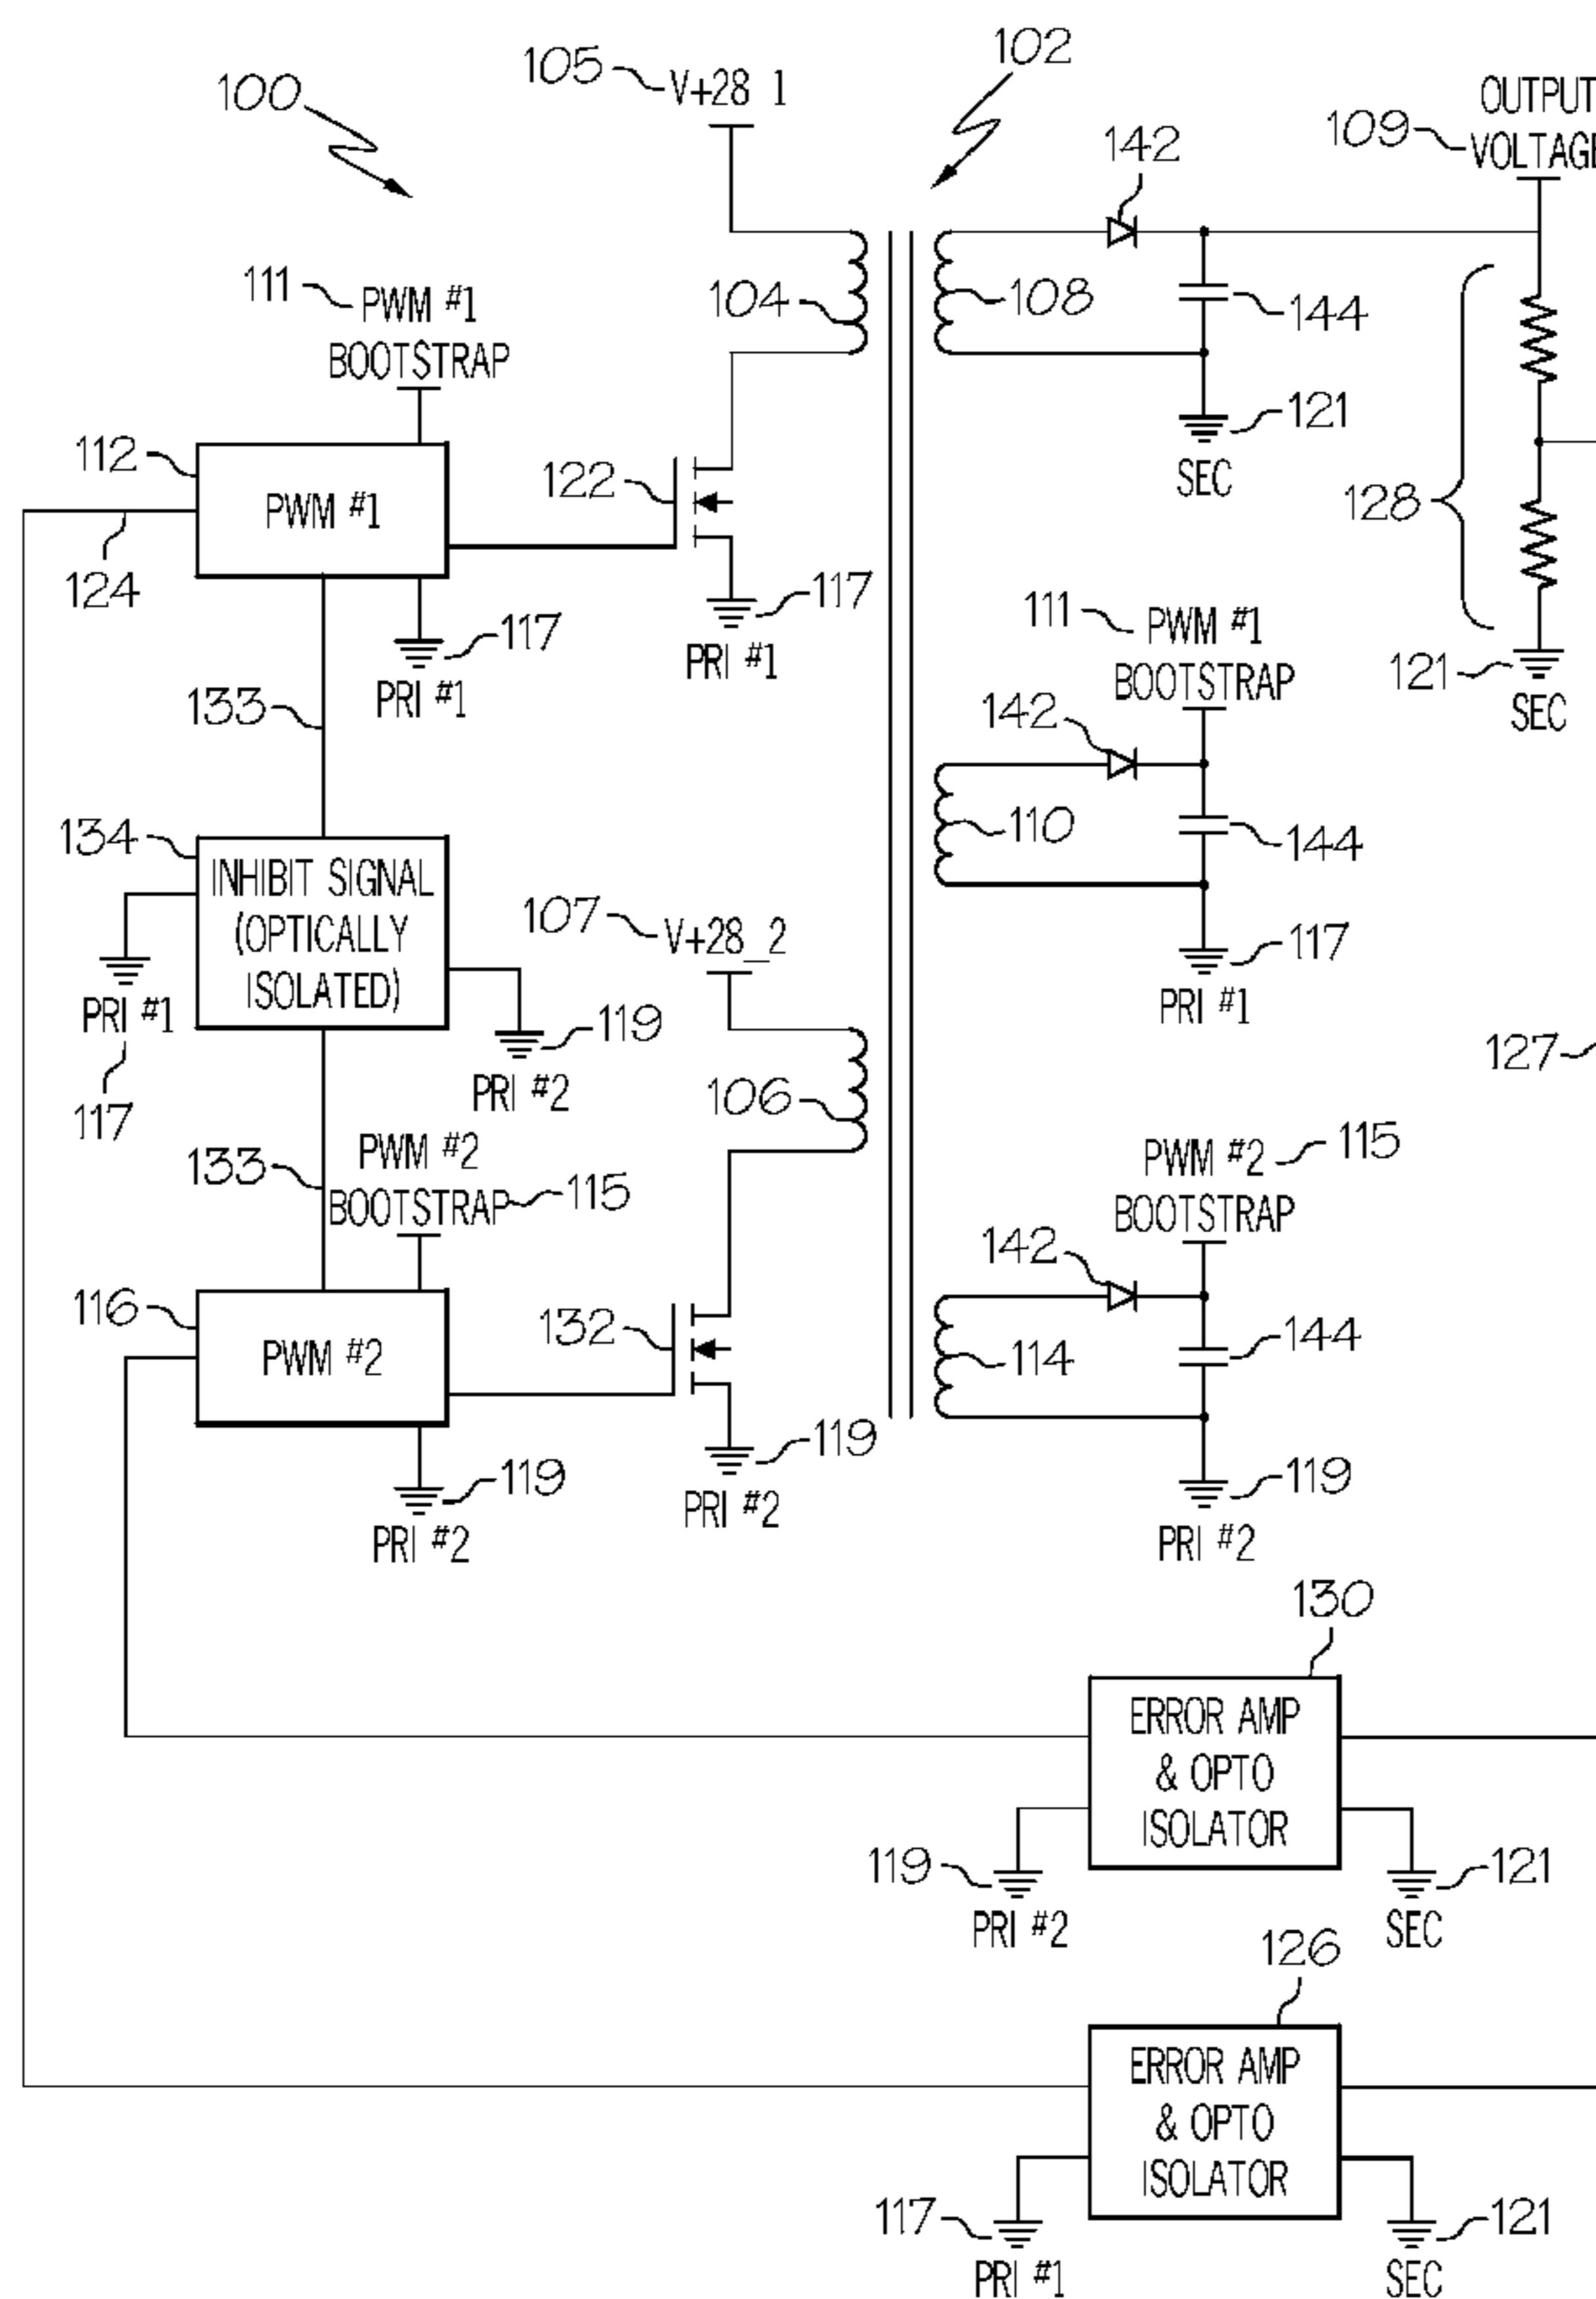 100
105
V+28 1
102
142
OUTPUT
109
VOLTAGE
111
PWM #1
BOOTSTRAP
104
108
144
112
PWM #1
122
121
SEC
128
124
117
PRI #1
117
PRI #1
111
PWM #1
BOOTSTRAP
121
SEC
133
142
134
INHIBIT SIGNAL
(OPTICALLY
ISOLATED)
110
144
107
V+28_2
117
PRI #1
PRI #1
117
119
PRI #2
106
127
133
PWM #2
BOOTSTRAP
115
PWM #2
115
BOOTSTRAP
142
116
PWM #2
132
114
144
119
PRI #2
119
PRI #2
119
PRI #2
130
ERROR AMP
& OPTO
ISOLATOR
119
PRI #2
121
SEC
126
ERROR AMP
& OPTO
ISOLATOR
117
PRI #1
121
SEC